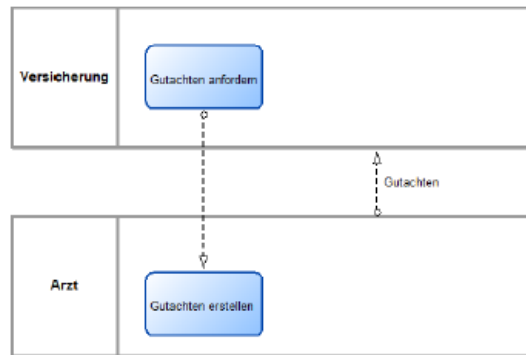 Versicherung
Gutachten anfordern
Gutachten
Arzt
Gutachten erstellen